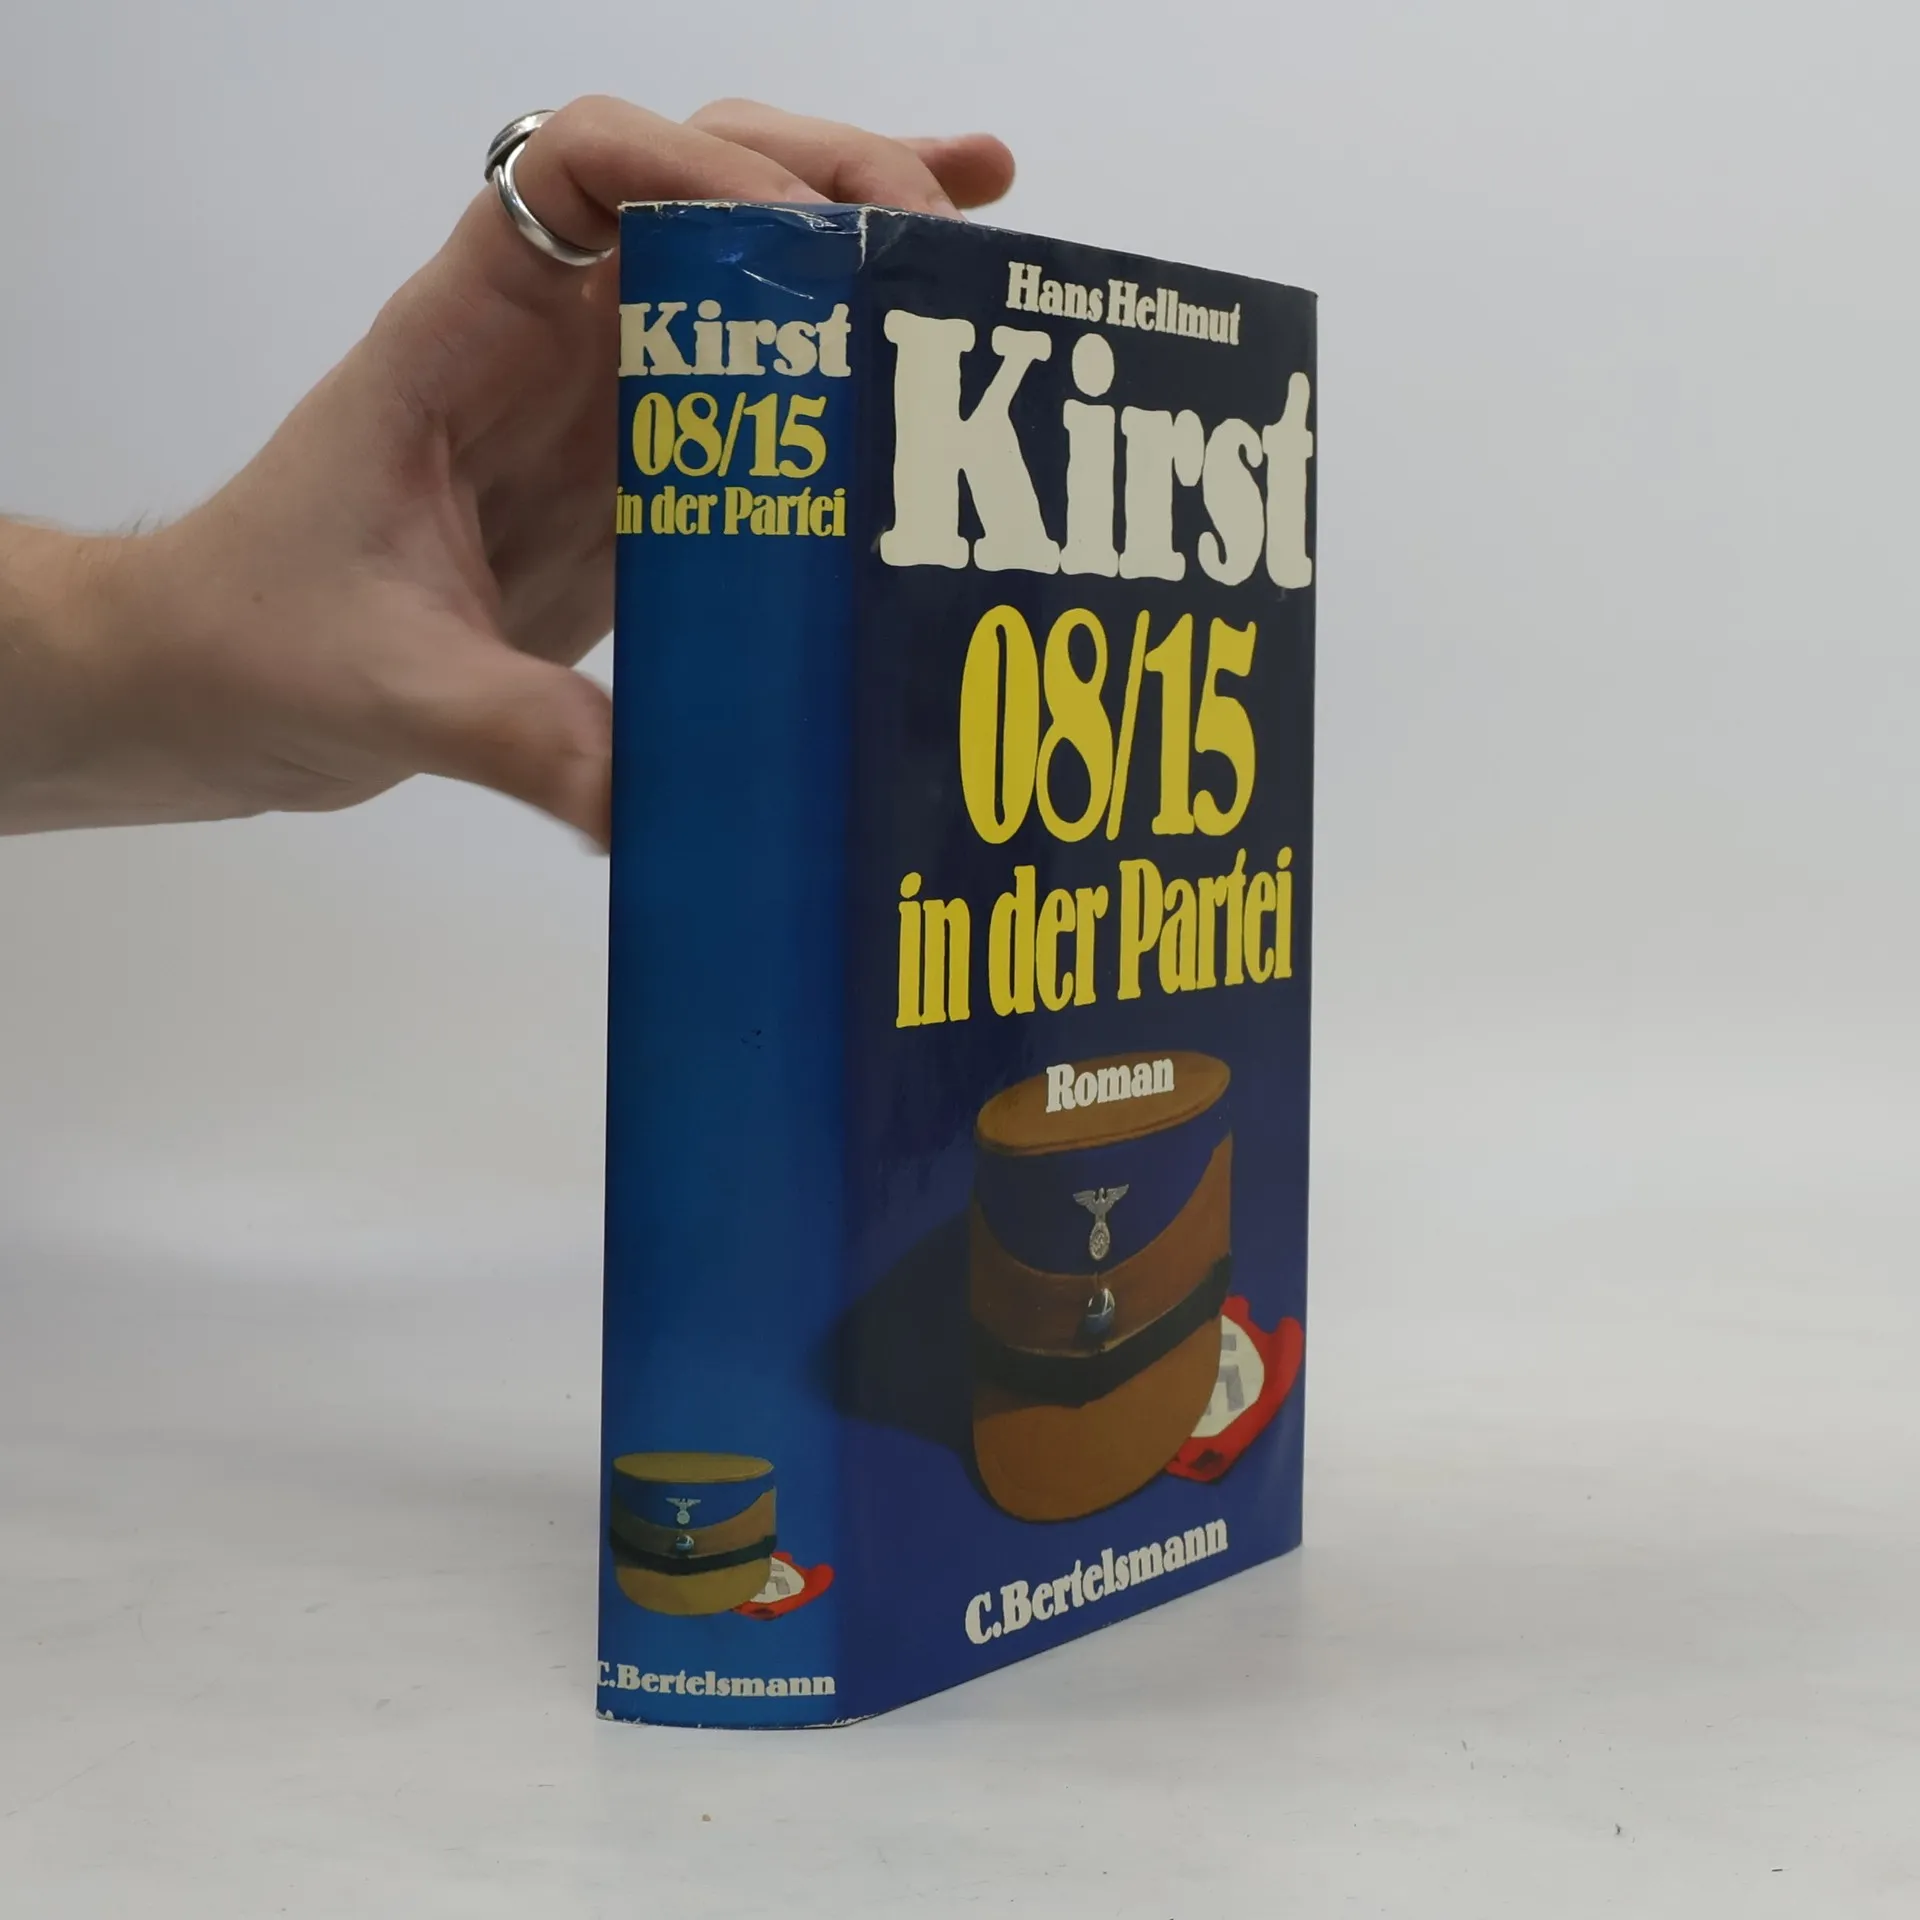 Kirst
08/15
in der Partei
C.Bertelsmann
Hans Hellmut
Kirst
08/15
in der Partei
Roman
C.Bertelsmann